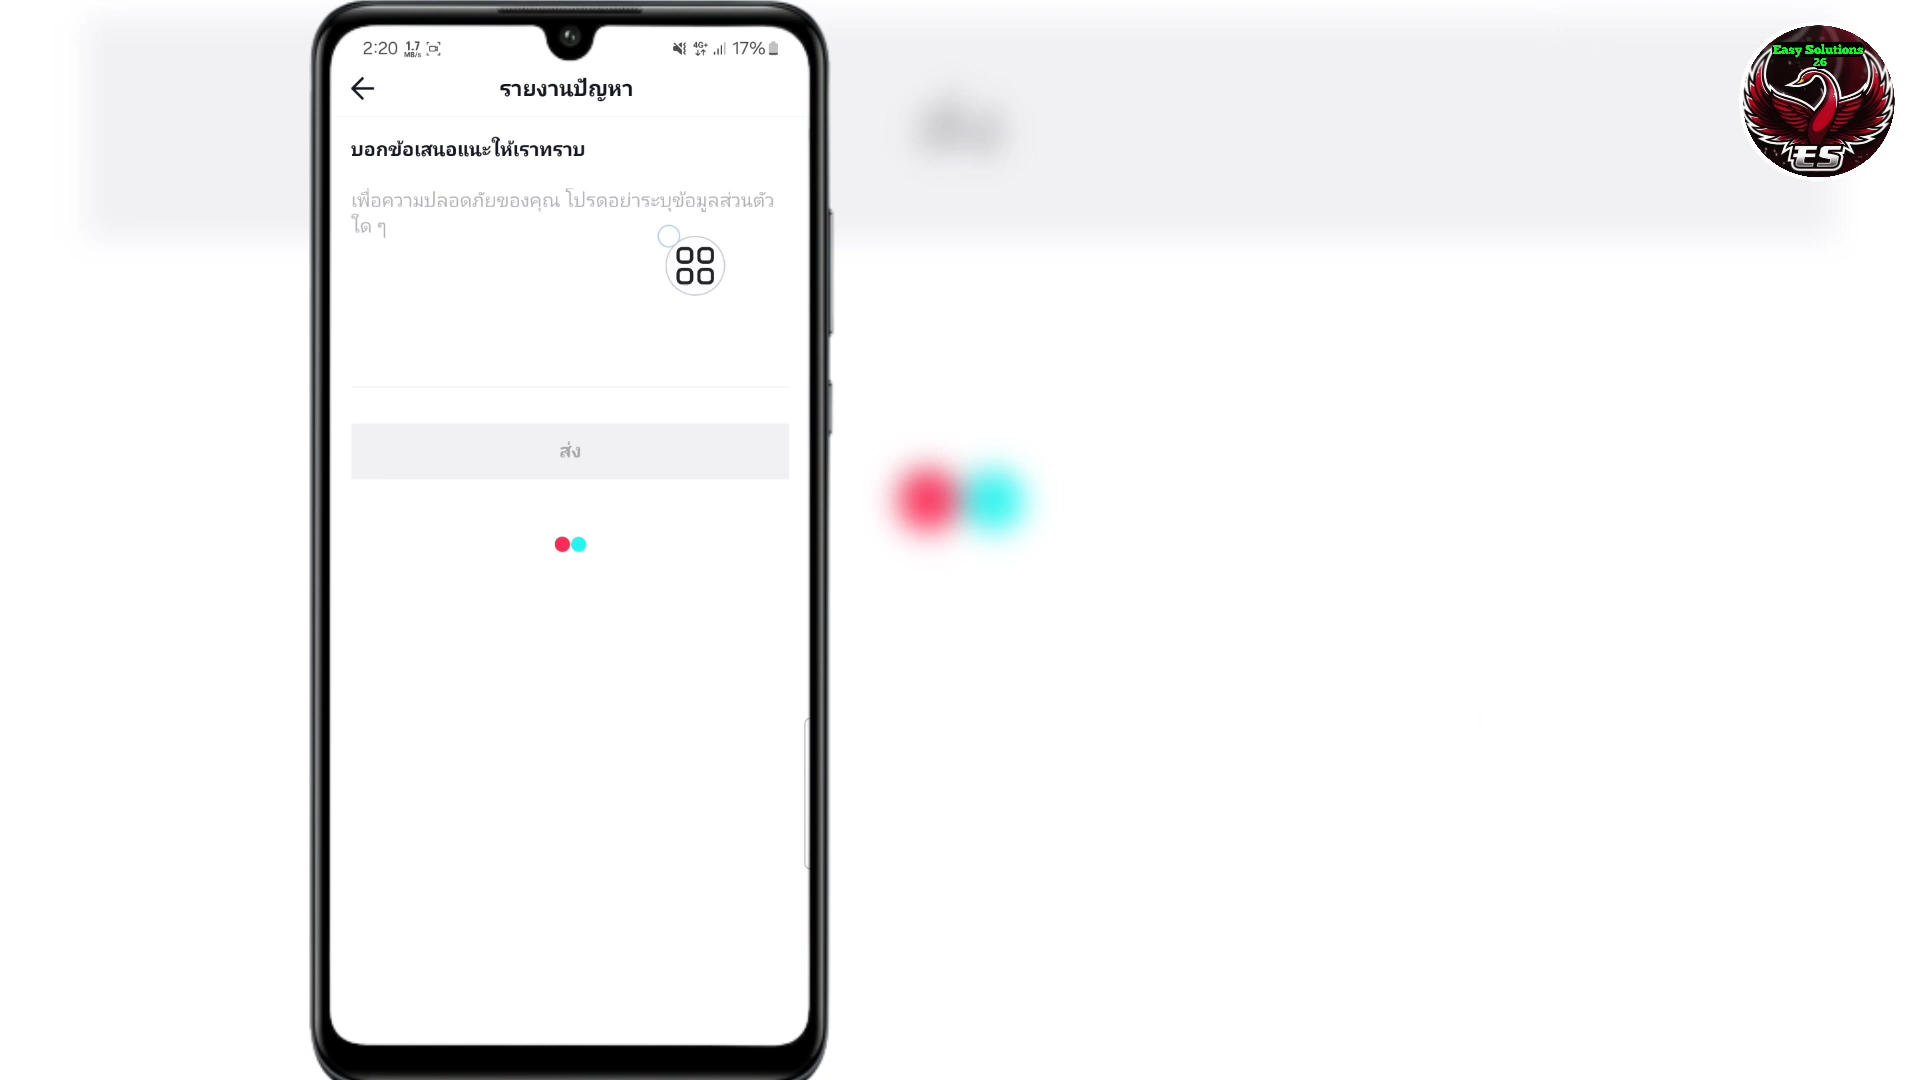 2:20 1.7 MB/s 4G+ 17%
รายงานปัญหา
บอกข้อเสนอแนะให้เราทราบ
เพื่อความปลอดภัยของคุณ โปรดอย่าระบุข้อมูลส่วนตัว
ใด ๆ
ส่ง
Easy Solutions
26
ES